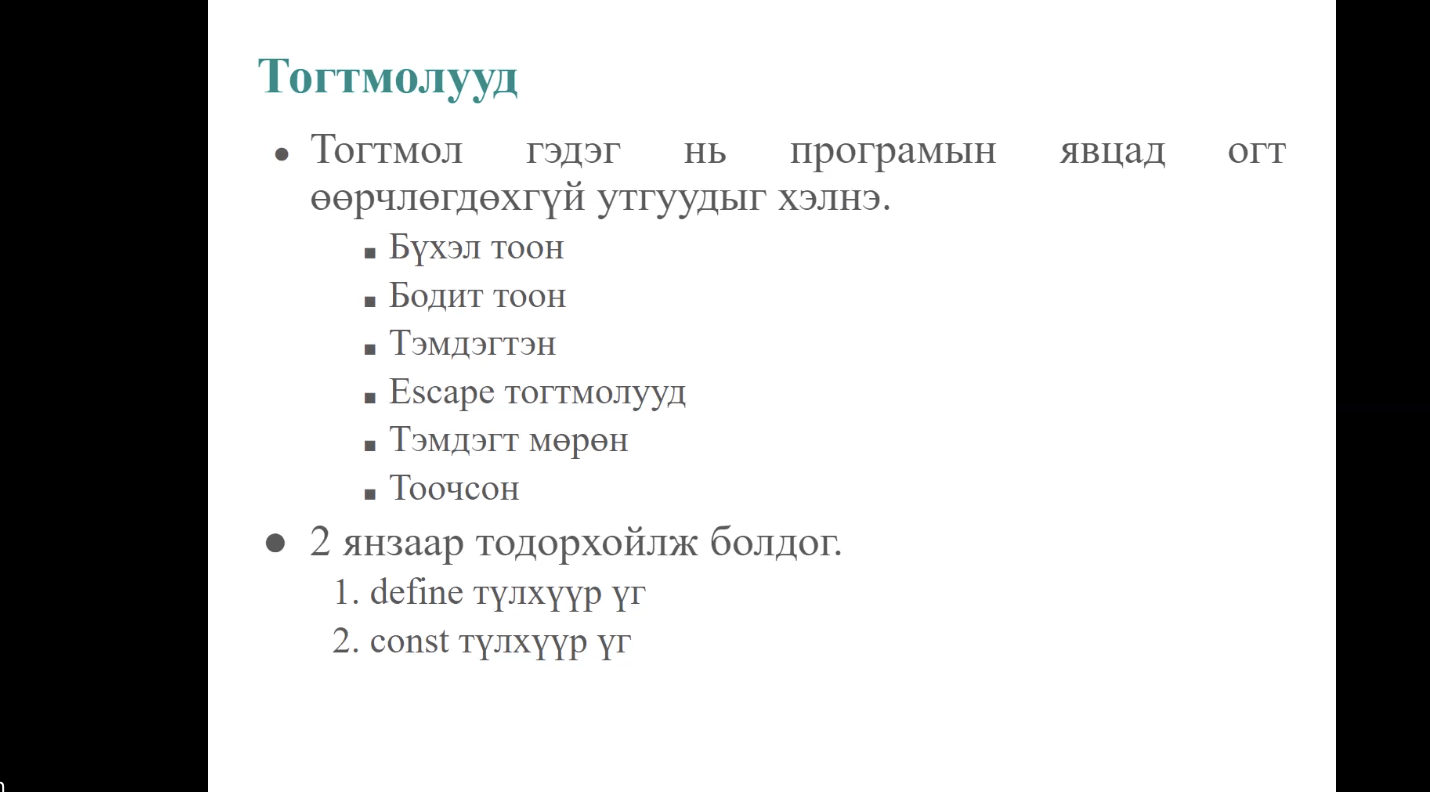 Тогтмолууд
• Тогтмол гэдэг нь програмын явцад огт
өөрчлөгдөхгүй утгуудыг хэлнэ.
▪ Бүхэл тоон
▪ Бодит тоон
▪ Тэмдэгтэн
▪ Escape тогтмолууд
▪ Тэмдэгт мөрөн
▪ Тоочсон
● 2 янзаар тодорхойлж болдог.
1. define түлхүүр үг
2. const түлхүүр үг